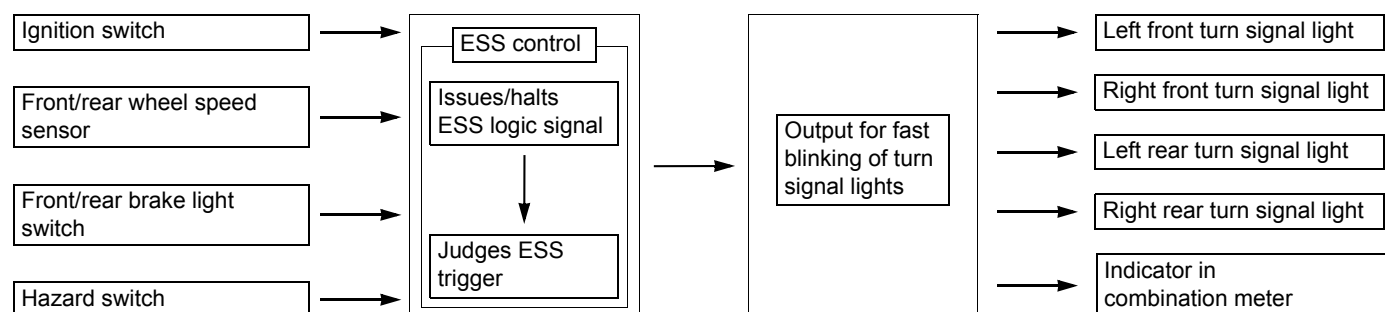 Ignition switch
Front/rear wheel speed
sensor
Front/rear brake light
switch
Hazard switch
ESS control
Issues/halts
ESS logic signal
Judges ESS
trigger
Output for fast
blinking of turn
signal lights
Left front turn signal light
Right front turn signal light
Left rear turn signal light
Right rear turn signal light
Indicator in
combination meter